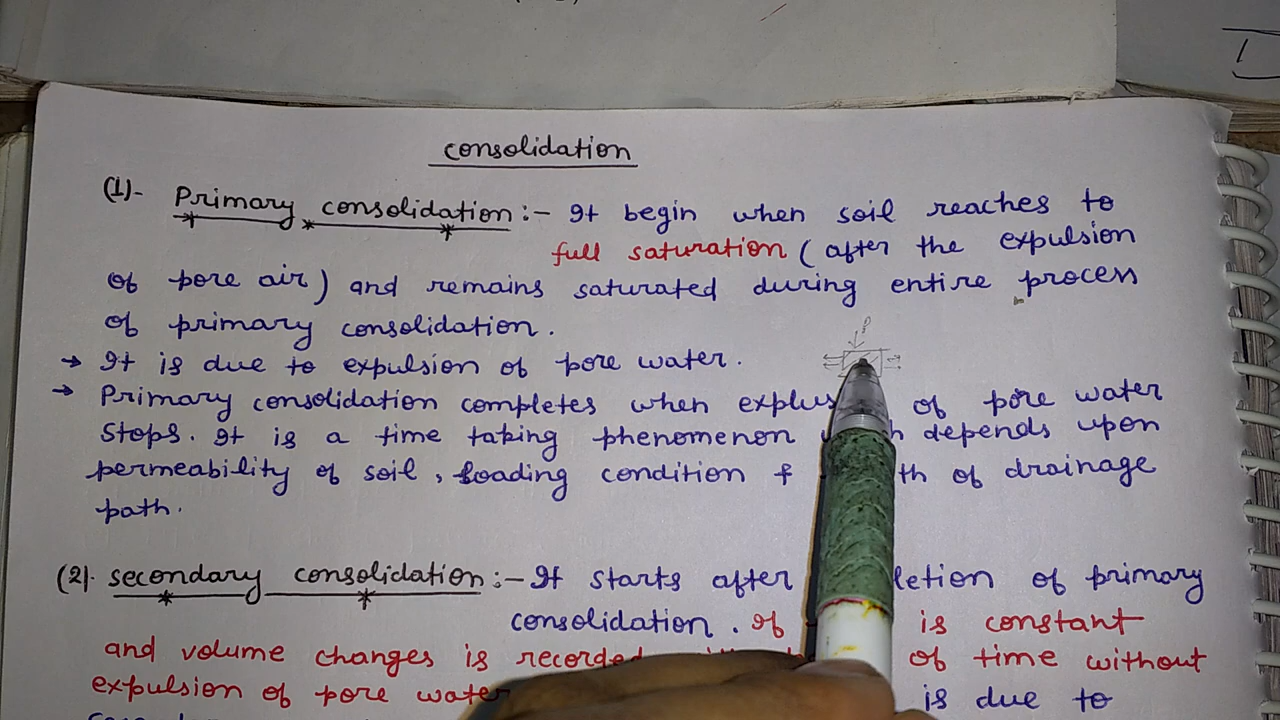 consolidation
(1)- Primary consolidation :- It begin when soil reaches to
full saturation (after the expulsion
of pore air) and remains saturated during entire process
of primary consolidation.
P
→ It is due to expulsion of pore water.
→ Primary consolidation completes when of pore water
stops. It is a time taking phenomenon depends upon
permeability of soil, loading condition & of drainage
path.
(2). secondary consolidation :- It starts after of primary
consolidation. is constant
and volume changes is recorded of time without
expulsion of pore water is due to